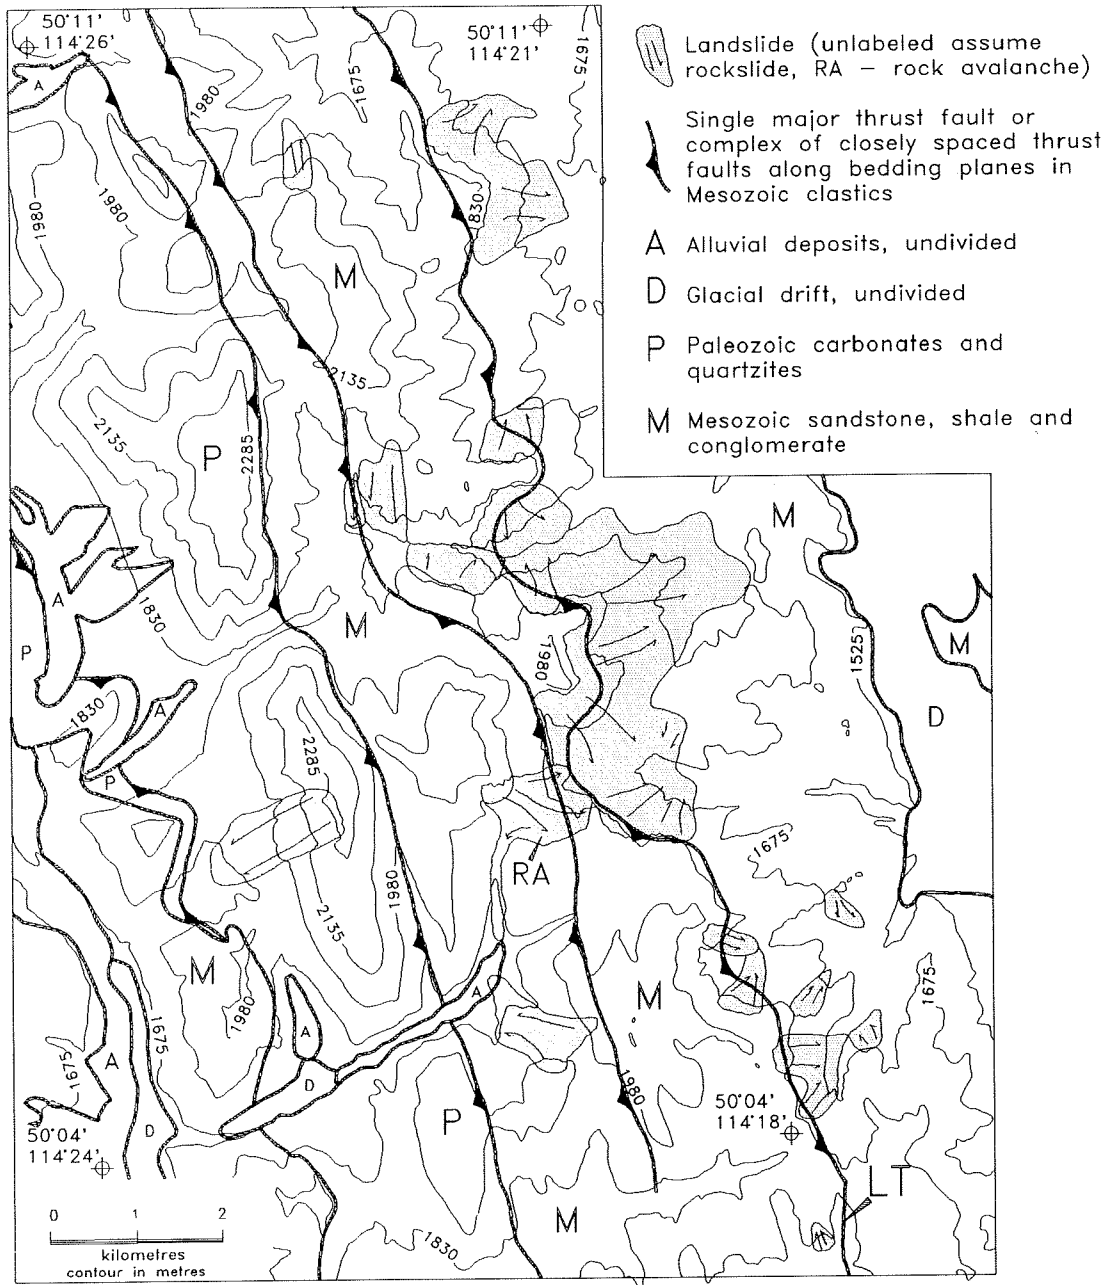 50°11'
114°26'
50°11'
114°21'
1675
1675
1980
A
1980
1980
1830
M
2135
2135
P
2285
M
M
1525
M
D
A
P
1830
M
1980
1830
A
P
2285
1675
RA
1980
2135
M
1980
A
M
1675
A
1675
1675
A
D
D
P
1980
50°04'
114°18'
50°04'
114°24'
LT
M
1830
0 1 2
kilometres
contour in metres
Landslide (unlabeled assume
rockslide, RA – rock avalanche)
Single major thrust fault or
complex of closely spaced thrust
faults along bedding planes in
Mesozoic clastics
A Alluvial deposits, undivided
D Glacial drift, undivided
P Paleozoic carbonates and
quartzites
M Mesozoic sandstone, shale and
conglomerate